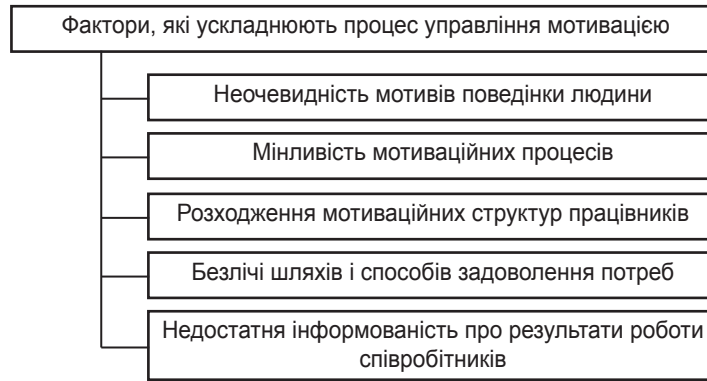 Фактори, які ускладнюють процес управління мотивацією
Неочевидність мотивів поведінки людини
Мінливість мотиваційних процесів
Розходження мотиваційних структур працівників
Безлічі шляхів і способів задоволення потреб
Недостатня інформованість про результати роботи
співробітників